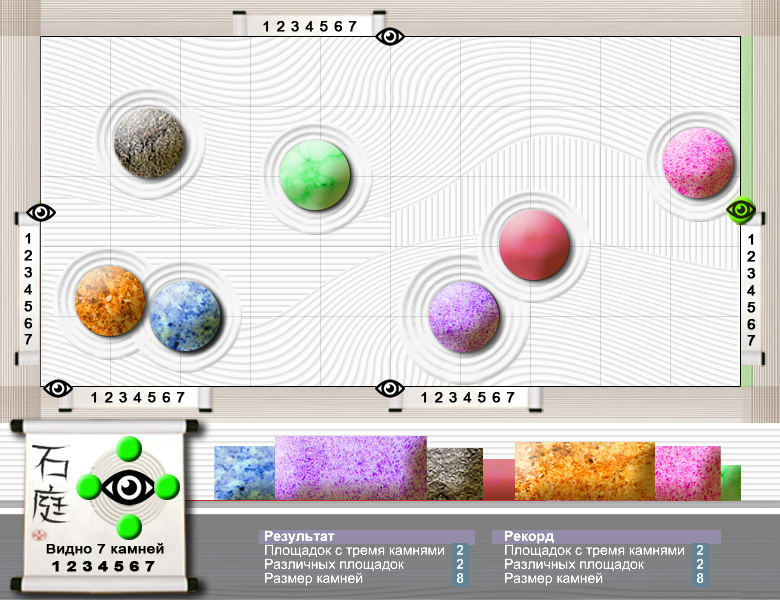 1 2 3 4 5 6 7
1
2
3
4
5
6
7
1
2
3
4
5
6
7
1 2 3 4 5 6 7
1 2 3 4 5 6 7
石
庭
Видно 7 камней
1 2 3 4 5 6 7
Результат
Площадок с тремя камнями 2
Различных площадок 2
Размер камней 8
Рекорд
Площадок с тремя камнями 2
Различных площадок 2
Размер камней 8